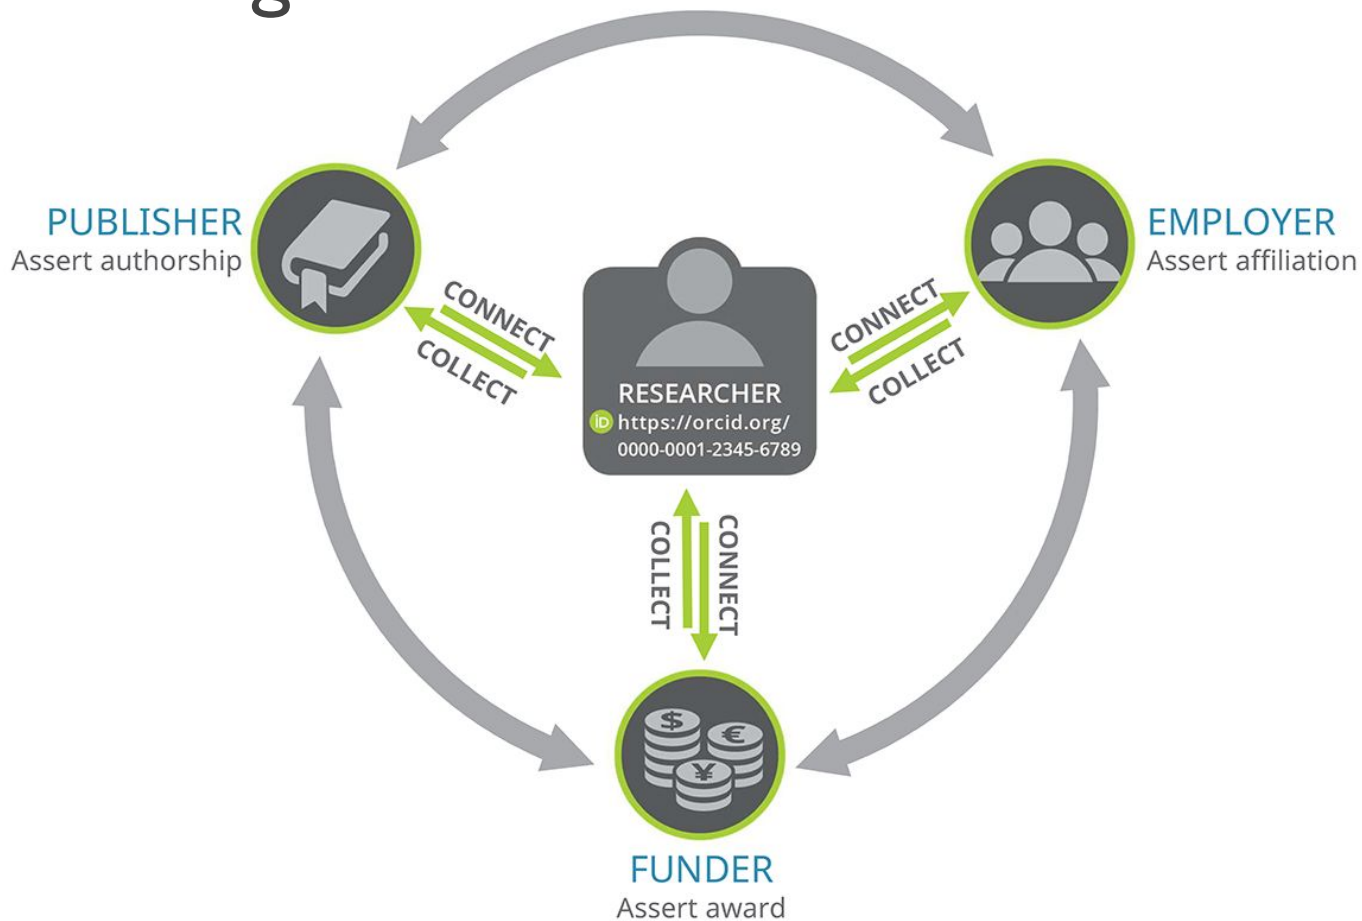 PUBLISHER
Assert authorship
EMPLOYER
Assert affiliation
CONNECT
COLLECT
CONNECT
COLLECT
RESEARCHER
iD https://orcid.org/
0000-0001-2345-6789
COLLECT
CONNECT
$
€
¥
FUNDER
Assert award